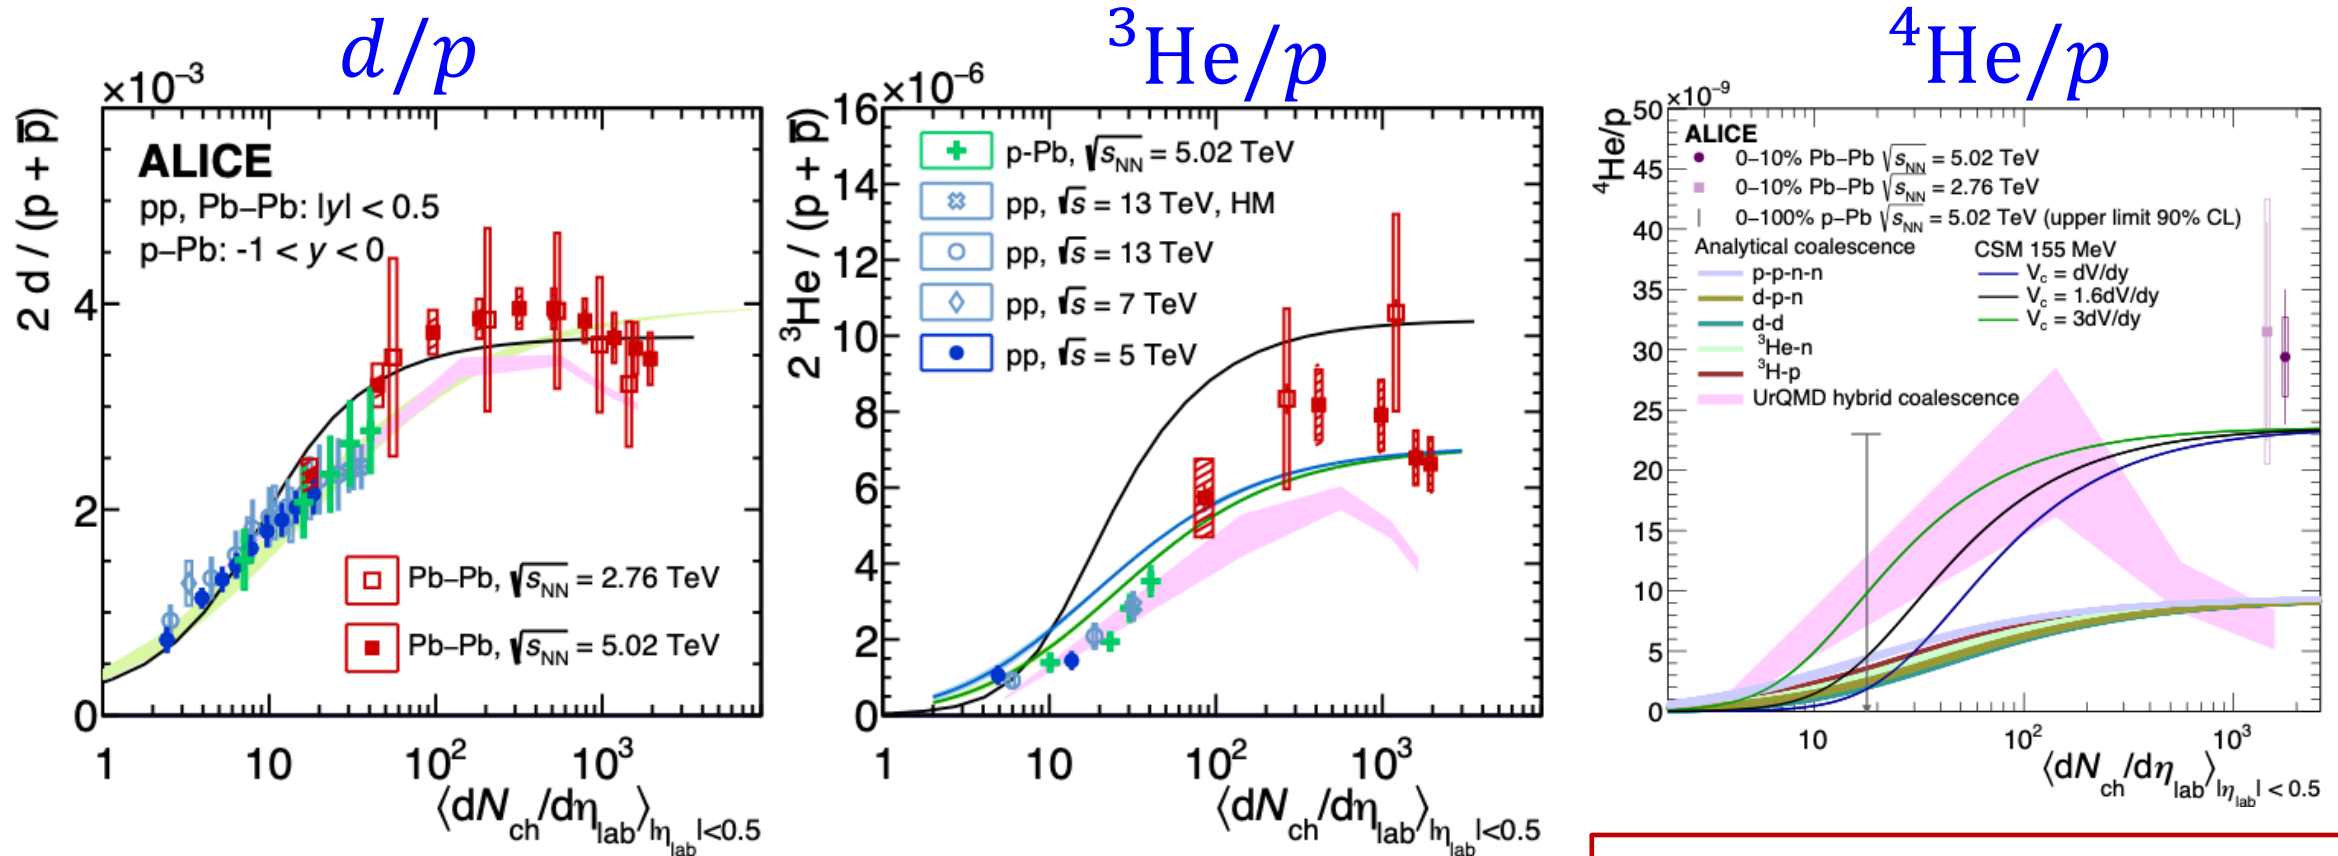 d/p
×10⁻³
2 d / (p + p̅)
ALICE
pp, Pb–Pb: |y| < 0.5
p–Pb: -1 < y < 0
4
2
0
Pb–Pb, √sNN = 2.76 TeV
Pb–Pb, √sNN = 5.02 TeV
1 10 10² 10³
⟨dNch/dηlab⟩|ηlab|<0.5
³He/p
×10⁻⁶
2 ³He / (p + p̅)
16
14
12
10
8
6
4
2
0
p-Pb, √sNN = 5.02 TeV
pp, √s = 13 TeV, HM
pp, √s = 13 TeV
pp, √s = 7 TeV
pp, √s = 5 TeV
1 10 10² 10³
⟨dNch/dηlab⟩|ηlab|<0.5
⁴He/p
×10⁻⁹
⁴He/p
50
45
40
35
30
25
20
15
10
5
0
ALICE
0–10% Pb–Pb √sNN = 5.02 TeV
0–10% Pb–Pb √sNN = 2.76 TeV
0–100% p–Pb √sNN = 5.02 TeV (upper limit 90% CL)
Analytical coalescence
p-p-n-n
d-p-n
d-d
³He-n
³H-p
UrQMD hybrid coalescence
CSM 155 MeV
Vc = dV/dy
Vc = 1.6dV/dy
Vc = 3dV/dy
10 10² 10³
⟨dNch/dηlab⟩|ηlab| < 0.5